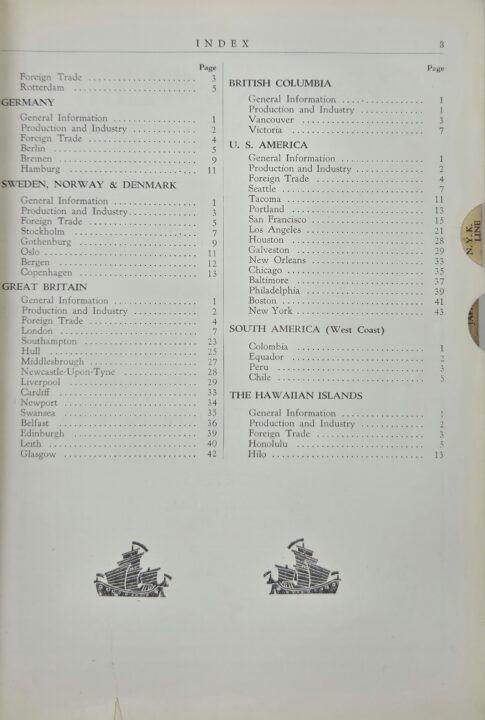 INDEX 3
Page
Foreign Trade 3
Rotterdam 5
GERMANY
General Information 1
Production and Industry 2
Foreign Trade 4
Berlin 5
Bremen 9
Hamburg 11
SWEDEN, NORWAY & DENMARK
General Information 1
Production and Industry 3
Foreign Trade 5
Stockholm 7
Gothenburg 9
Oslo 11
Bergen 12
Copenhagen 13
GREAT BRITAIN
General Information 1
Production and Industry 2
Foreign Trade 4
London 7
Southampton 23
Hull 25
Middlesbrough 27
Newcastle-Upon-Tyne 28
Liverpool 29
Cardiff 33
Newport 34
Swansea 35
Belfast 36
Edinburgh 39
Leith 40
Glasgow 42
Page
BRITISH COLUMBIA
General Information 1
Production and Industry 1
Vancouver 3
Victoria 7
U. S. AMERICA
General Information 1
Production and Industry 2
Foreign Trade 4
Seattle 7
Tacoma 11
Portland 13
San Francisco 15
Los Angeles 21
Houston 28
Galveston 29
New Orleans 33
Chicago 35
Baltimore 37
Philadelphia 39
Boston 41
New York 43
SOUTH AMERICA (West Coast)
Colombia 1
Equador 2
Peru 3
Chile 5
THE HAWAIIAN ISLANDS
General Information 1
Production and Industry 2
Foreign Trade 3
Honolulu 5
Hilo 13
N.Y.K.
LINE